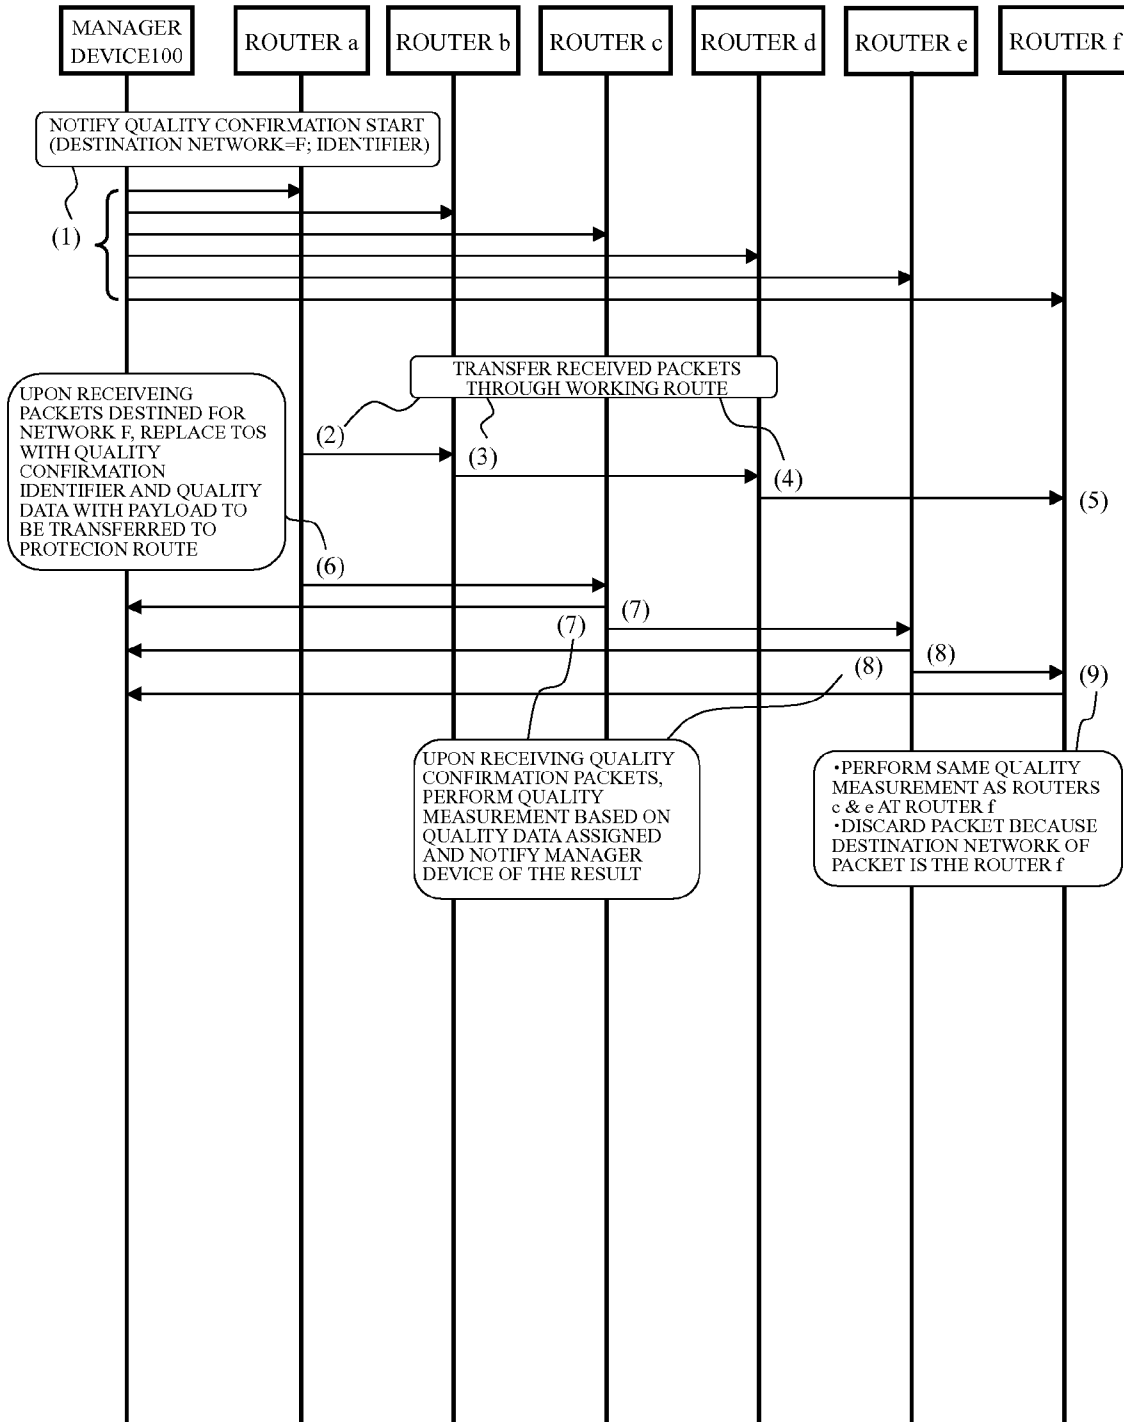 MANAGER
DEVICE100
ROUTER a
ROUTER b
ROUTER c
ROUTER d
ROUTER e
ROUTER f
NOTIFY QUALITY CONFIRMATION START
(DESTINATION NETWORK=F; IDENTIFIER)
(1)
TRANSFER RECEIVED PACKETS
THROUGH WORKING ROUTE
UPON RECEIVEING
PACKETS DESTINED FOR
NETWORK F, REPLACE TOS
WITH QUALITY
CONFIRMATION
IDENTIFIER AND QUALITY
DATA WITH PAYLOAD TO
BE TRANSFERRED TO
PROTECION ROUTE
(2)
(3)
(4)
(5)
(6)
(7)
(7)
(8)
(8)
(9)
UPON RECEIVING QUALITY
CONFIRMATION PACKETS,
PERFORM QUALITY
MEASUREMENT BASED ON
QUALITY DATA ASSIGNED
AND NOTIFY MANAGER
DEVICE OF THE RESULT
•PERFORM SAME QUALITY
MEASUREMENT AS ROUTERS
c & e AT ROUTER f
•DISCARD PACKET BECAUSE
DESTINATION NETWORK OF
PACKET IS THE ROUTER f